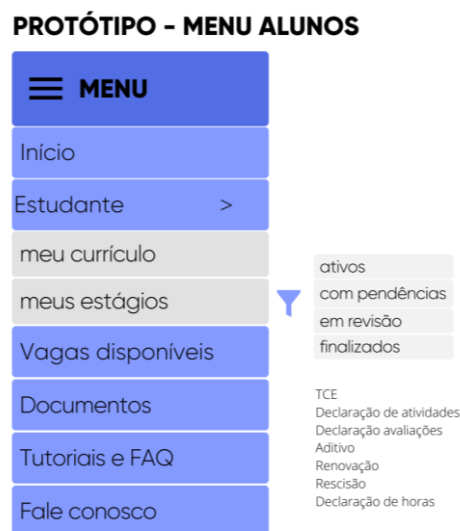 PROTÓTIPO - MENU ALUNOS
MENU
Início
Estudante >
meu currículo
meus estágios
ativos
com pendências
em revisão
finalizados
Vagas disponíveis
Documentos
Tutoriais e FAQ
Fale conosco
TCE
Declaração de atividades
Declaração avaliações
Aditivo
Renovação
Rescisão
Declaração de horas